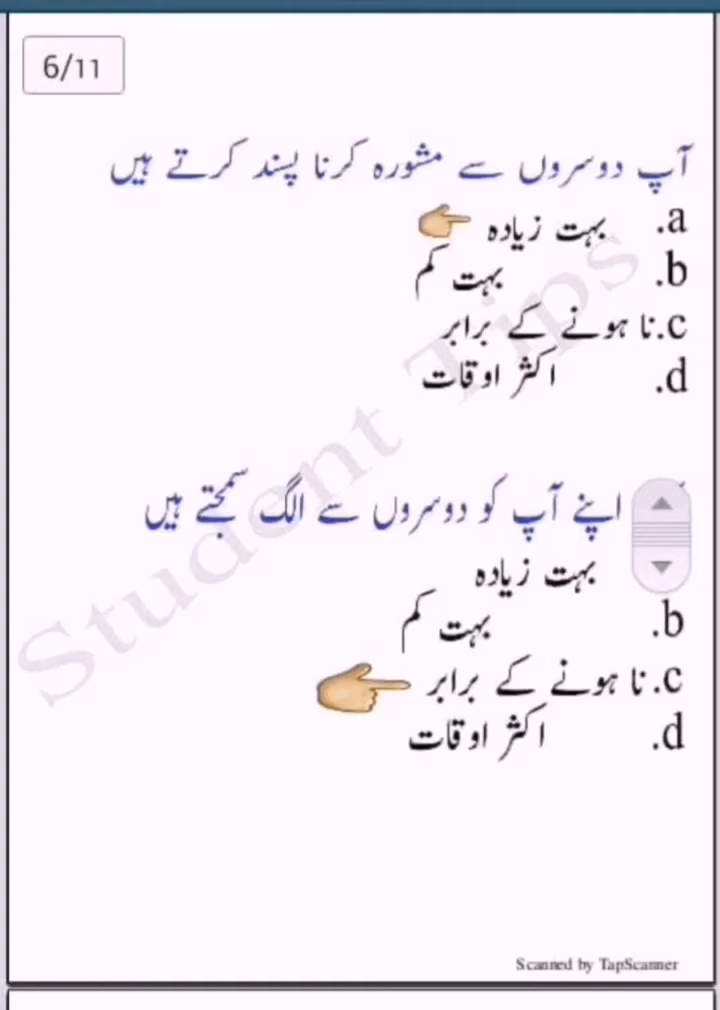 6/11
آپ دوسروں سے مشورہ کرنا پسند کرتے ہیں
a. بہت زیادہ
b. بہت کم
c. نا ہونے کے برابر
d. اکثر اوقات
اپنے آپ کو دوسروں سے الگ سمجتے ہیں
بہت زیادہ
b. بہت کم
c. نا ہونے کے برابر
d. اکثر اوقات
Student Tips
Scanned by TapScanner